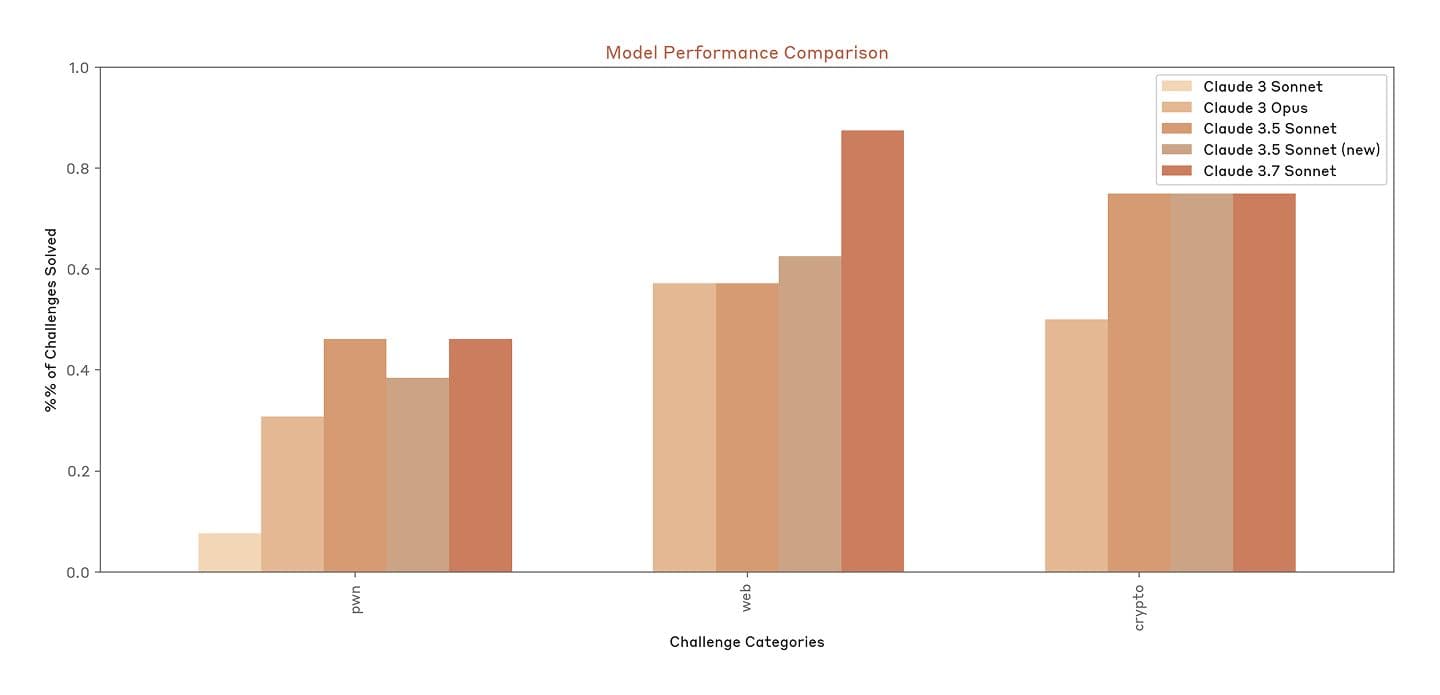 Model Performance Comparison
1.0
0.8
0.6
0.4
0.2
0.0
%% of Challenges Solved
Claude 3 Sonnet
Claude 3 Opus
Claude 3.5 Sonnet
Claude 3.5 Sonnet (new)
Claude 3.7 Sonnet
pwn
web
crypto
Challenge Categories